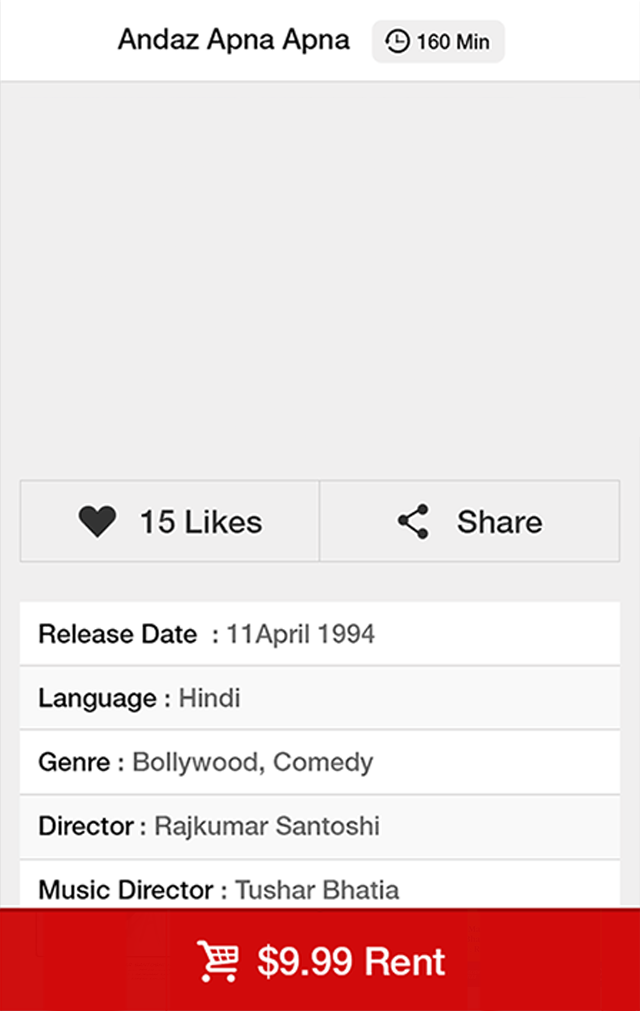 Andaz Apna Apna 160 Min
15 Likes Share
Release Date : 11April 1994
Language : Hindi
Genre : Bollywood, Comedy
Director : Rajkumar Santoshi
Music Director : Tushar Bhatia
$9.99 Rent